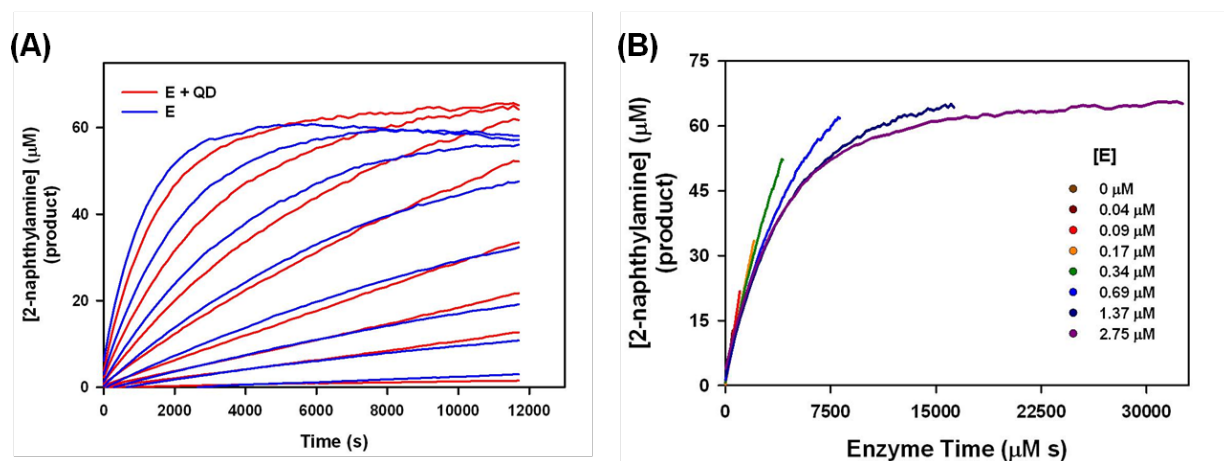 (A)
[2-naphthylamine] (μM)
(product)
60
40
20
0
E + QD
E
0 2000 4000 6000 8000 10000 12000
Time (s)
(B)
[2-naphthylamine] (μM)
(product)
75
60
45
30
15
0
[E]
0 μM
0.04 μM
0.09 μM
0.17 μM
0.34 μM
0.69 μM
1.37 μM
2.75 μM
0 7500 15000 22500 30000
Enzyme Time (μM s)